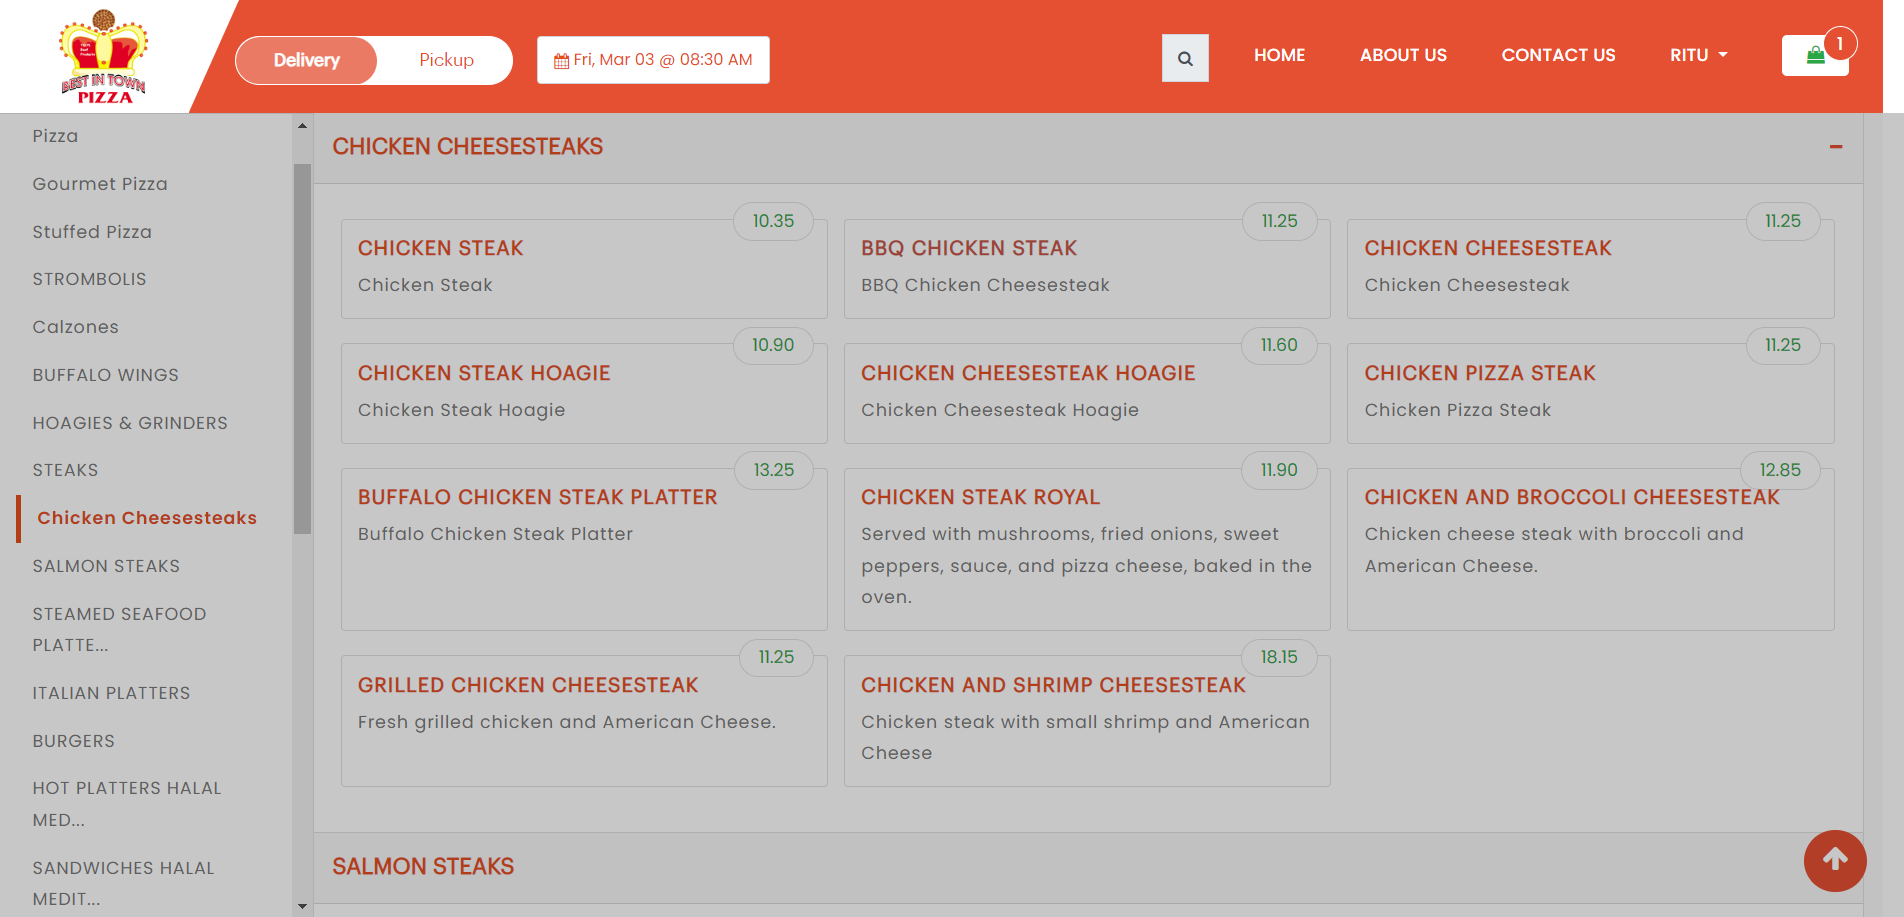 BEST IN TOWN
PIZZA
Delivery
Pickup
Fri, Mar 03 @ 08:30 AM
HOME
ABOUT US
CONTACT US
RITU
1
Pizza
Gourmet Pizza
Stuffed Pizza
STROMBOLIS
Calzones
BUFFALO WINGS
HOAGIES & GRINDERS
STEAKS
Chicken Cheesesteaks
SALMON STEAKS
STEAMED SEAFOOD
PLATTE...
ITALIAN PLATTERS
BURGERS
HOT PLATTERS HALAL
MED...
SANDWICHES HALAL
MEDIT...
CHICKEN CHEESESTEAKS
10.35
CHICKEN STEAK
Chicken Steak
11.25
BBQ CHICKEN STEAK
BBQ Chicken Cheesesteak
11.25
CHICKEN CHEESESTEAK
Chicken Cheesesteak
10.90
CHICKEN STEAK HOAGIE
Chicken Steak Hoagie
11.60
CHICKEN CHEESESTEAK HOAGIE
Chicken Cheesesteak Hoagie
11.25
CHICKEN PIZZA STEAK
Chicken Pizza Steak
13.25
BUFFALO CHICKEN STEAK PLATTER
Buffalo Chicken Steak Platter
11.90
CHICKEN STEAK ROYAL
Served with mushrooms, fried onions, sweet
peppers, sauce, and pizza cheese, baked in the
oven.
12.85
CHICKEN AND BROCCOLI CHEESESTEAK
Chicken cheese steak with broccoli and
American Cheese.
11.25
GRILLED CHICKEN CHEESESTEAK
Fresh grilled chicken and American Cheese.
18.15
CHICKEN AND SHRIMP CHEESESTEAK
Chicken steak with small shrimp and American
Cheese
SALMON STEAKS